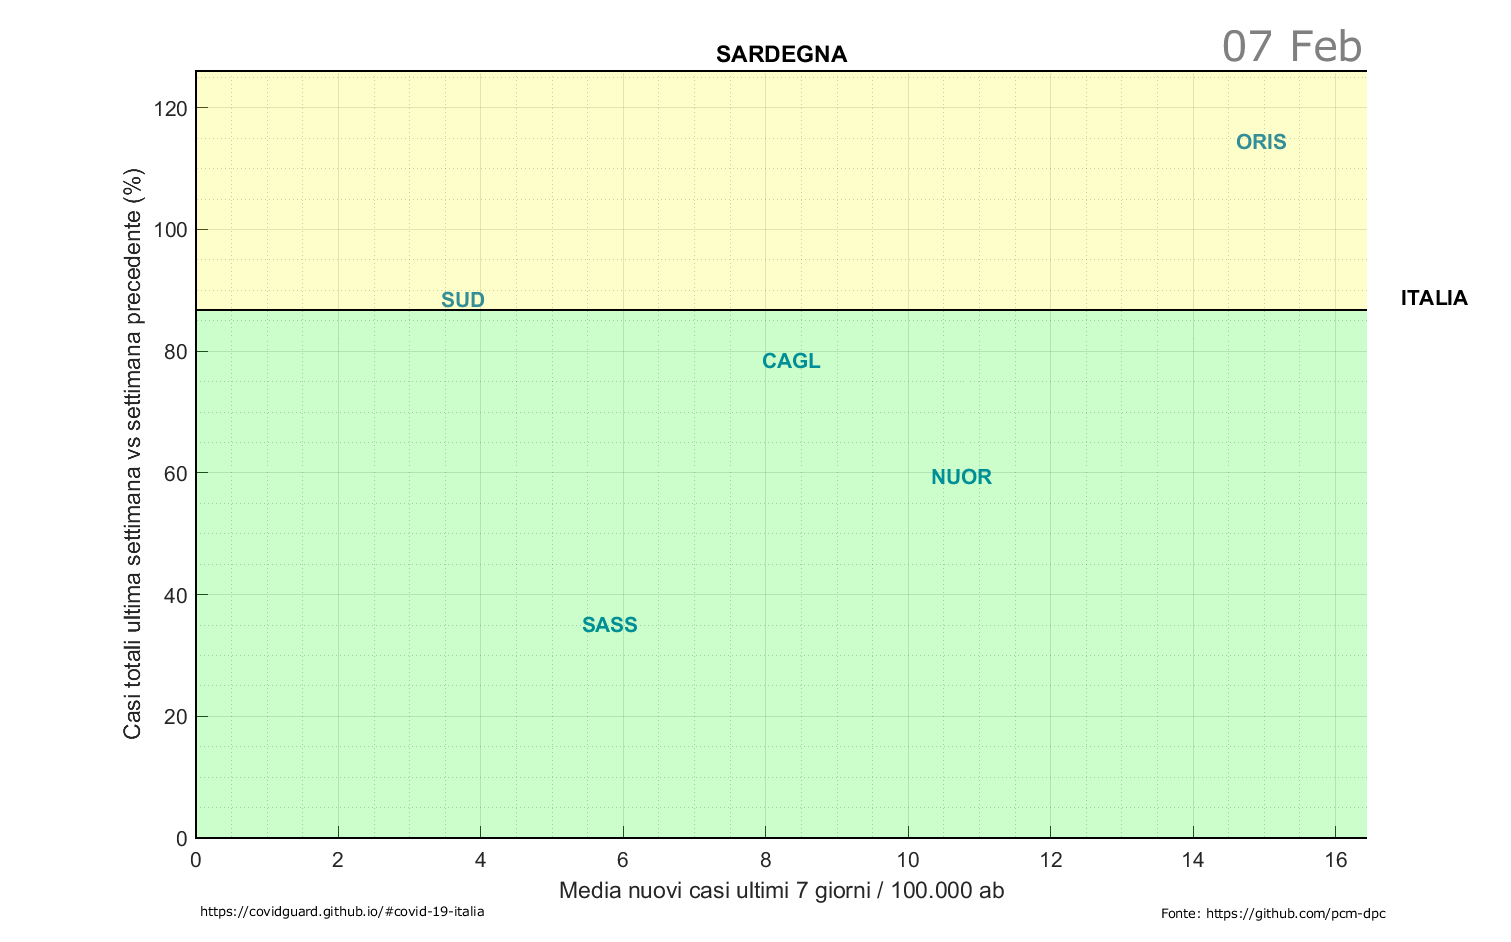 SARDEGNA
07 Feb
Casi totali ultima settimana vs settimana precedente (%)
120
100
80
60
40
20
0
ORIS
SUD
ITALIA
CAGL
NUOR
SASS
0 2 4 6 8 10 12 14 16
Media nuovi casi ultimi 7 giorni / 100.000 ab
https://covidguard.github.io/#covid-19-italia
Fonte: https://github.com/pcm-dpc